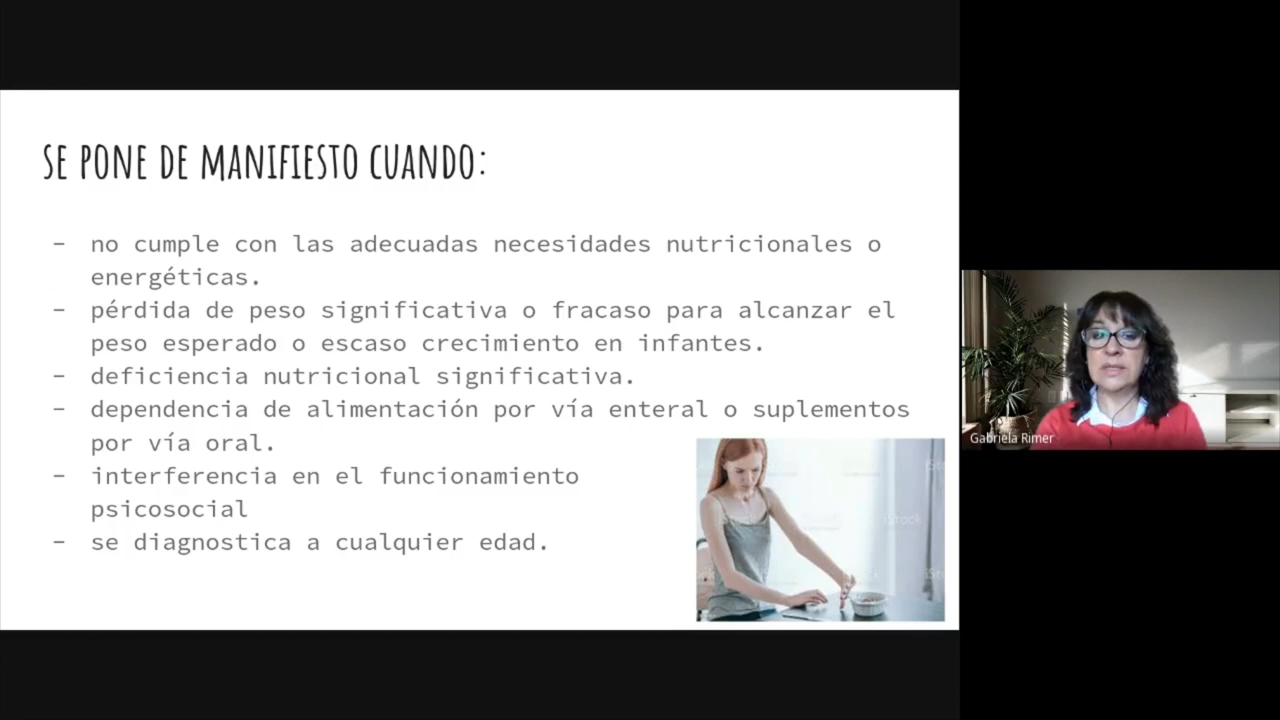 SE PONE DE MANIFIESTO CUANDO:
- no cumple con las adecuadas necesidades nutricionales o
energéticas.
- pérdida de peso significativa o fracaso para alcanzar el
peso esperado o escaso crecimiento en infantes.
- deficiencia nutricional significativa.
- dependencia de alimentación por vía enteral o suplementos
por vía oral.
- interferencia en el funcionamiento
psicosocial
- se diagnostica a cualquier edad.
iStock
Gabriela Rimer